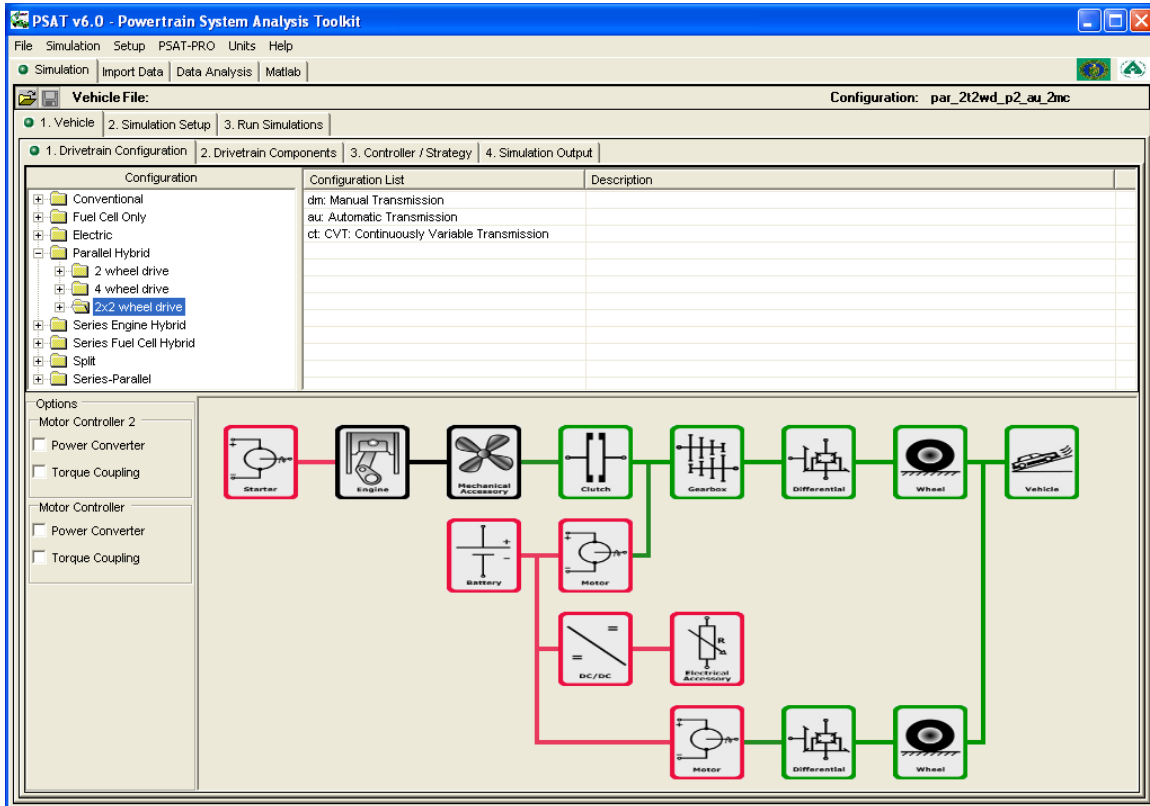 PSAT v6.0 - Powertrain System Analysis Toolkit
File Simulation Setup PSAT-PRO Units Help
Simulation Import Data Data Analysis Matlab
Vehicle File: Configuration: par_2t2wd_p2_au_2mc
1. Vehicle 2. Simulation Setup 3. Run Simulations
1. Drivetrain Configuration 2. Drivetrain Components 3. Controller / Strategy 4. Simulation Output
Configuration
Conventional
Fuel Cell Only
Electric
Parallel Hybrid
2 wheel drive
4 wheel drive
2x2 wheel drive
Series Engine Hybrid
Series Fuel Cell Hybrid
Split
Series-Parallel
Configuration List Description
dm: Manual Transmission
au: Automatic Transmission
ct: CVT: Continuously Variable Transmission
Options
Motor Controller 2
Power Converter
Torque Coupling
Motor Controller
Power Converter
Torque Coupling
Starter Engine Mechanical Accessory Clutch Gearbox Differential Wheel Vehicle
Battery Motor
DC/DC R Electrical Accessory
Motor Differential Wheel